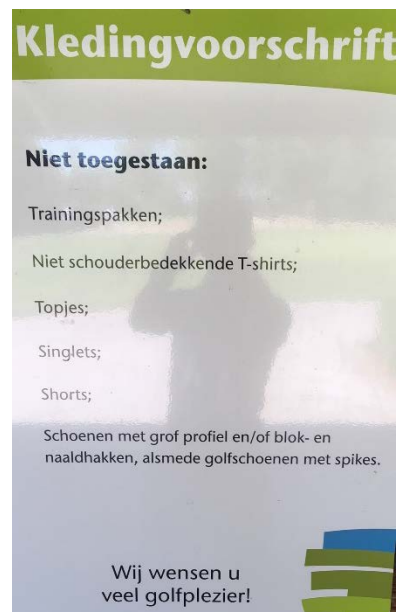 Kledingvoorschrift
Niet toegestaan:
Trainingspakken;
Niet schouderbedekkende T-shirts;
Topjes;
Singlets;
Shorts;
Schoenen met grof profiel en/of blok- en
naaldhakken, alsmede golfschoenen met spikes.
Wij wensen u
veel golfplezier!